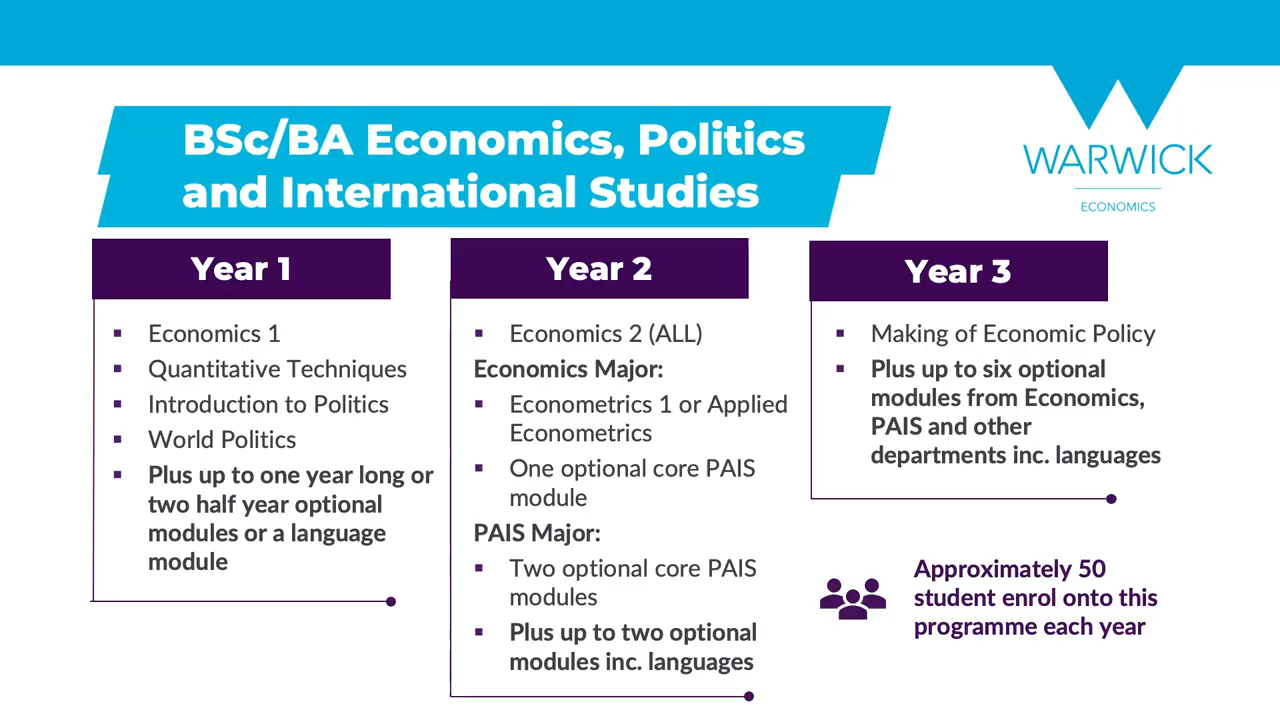 BSc/BA Economics, Politics
and International Studies
WARWICK
ECONOMICS
Year 1
▪ Economics 1
▪ Quantitative Techniques
▪ Introduction to Politics
▪ World Politics
▪ Plus up to one year long or
two half year optional
modules or a language
module
Year 2
▪ Economics 2 (ALL)
Economics Major:
▪ Econometrics 1 or Applied
Econometrics
▪ One optional core PAIS
module
PAIS Major:
▪ Two optional core PAIS
modules
▪ Plus up to two optional
modules inc. languages
Year 3
▪ Making of Economic Policy
▪ Plus up to six optional
modules from Economics,
PAIS and other
departments inc. languages
Approximately 50
student enrol onto this
programme each year